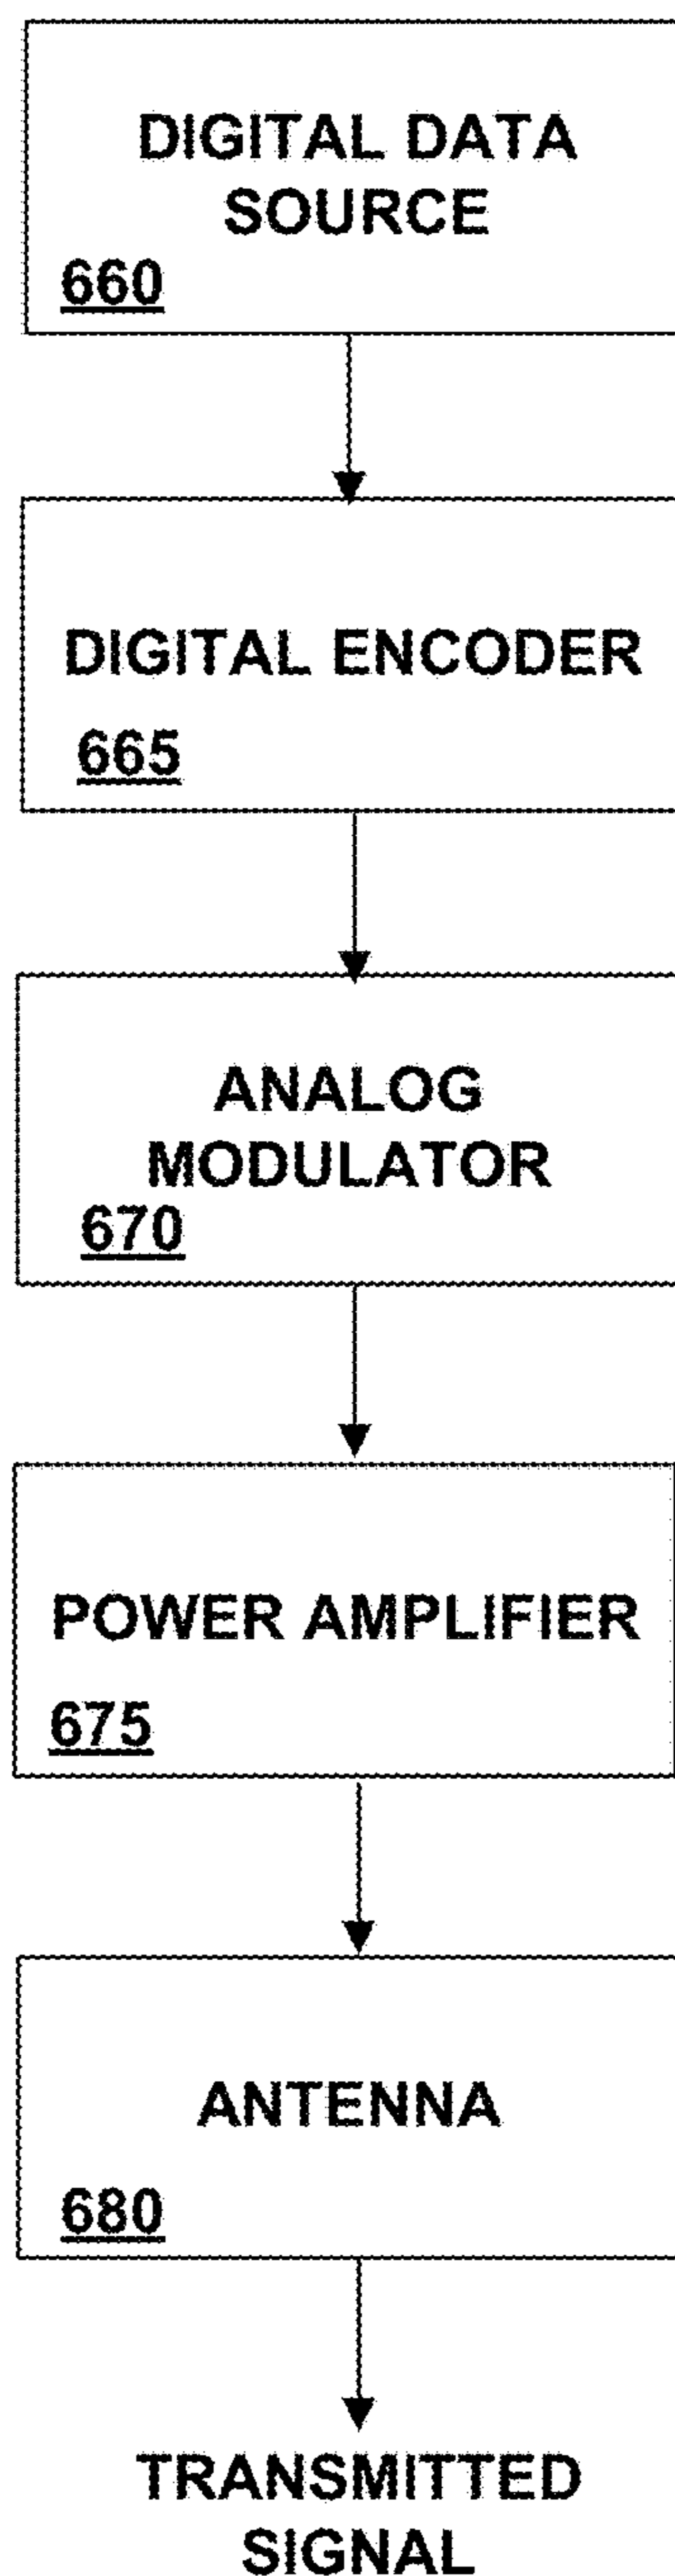 DIGITAL DATA
SOURCE
660
DIGITAL ENCODER
665
ANALOG
MODULATOR
670
POWER AMPLIFIER
675
ANTENNA
680
TRANSMITTED
SIGNAL